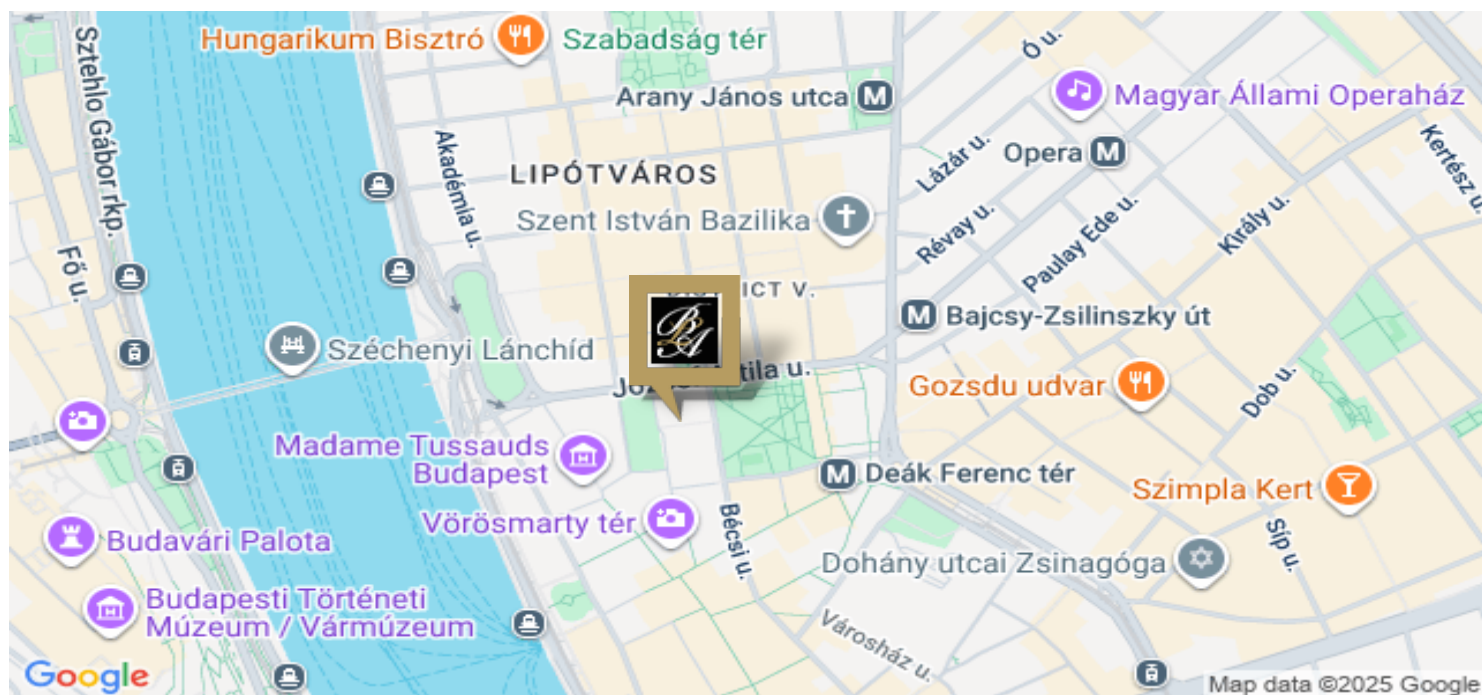 Sztehlo Gábor rkp.
Hungarikum Bisztró
Szabadság tér
Ó u.
Arany János utca M
Magyar Állami Operaház
Kertész u.
Akadémia u.
LIPÓTVÁROS
Lázár u.
Opera M
Szent István Bazilika
Révay u.
Paulay Ede u.
Király u.
Fő u.
CT V.
M Bajcsy-Zsilinszky út
Széchenyi Lánchíd
tila u.
Gozsdu udvar
Dob u.
Madame Tussauds
Budapest
M Deák Ferenc tér
Szimpla Kert
Vörösmarty tér
Bécsi u.
Síp u.
Budavári Palota
Dohány utcai Zsinagóga
Budapesti Történeti
Múzeum / Vármúzeum
Városház u.
Google
Map data ©2025 Google